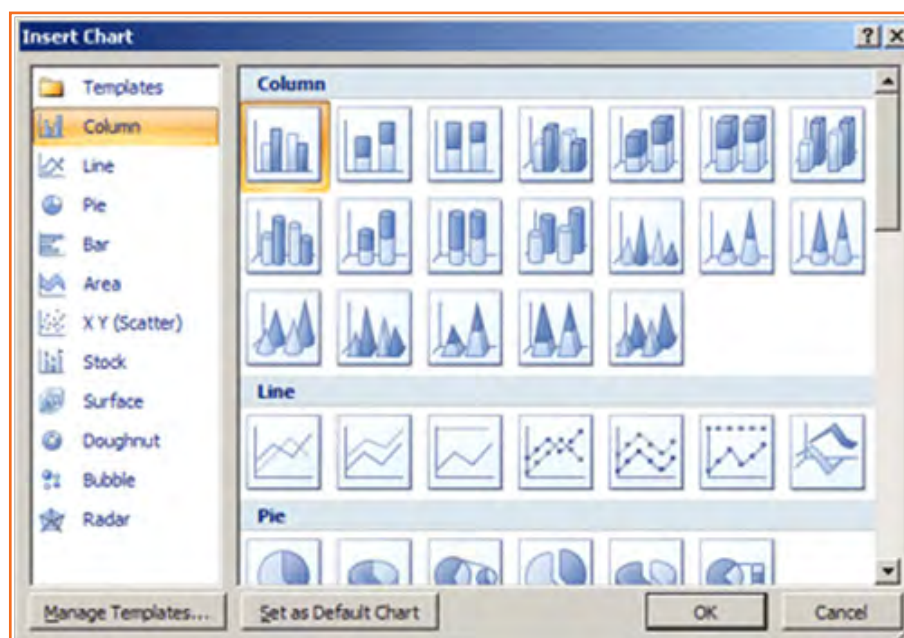 Insert Chart
Templates
Column
Line
Pie
Bar
Area
X Y (Scatter)
Stock
Surface
Doughnut
Bubble
Radar
Column
Line
Pie
Manage Templates...
Set as Default Chart
OK
Cancel